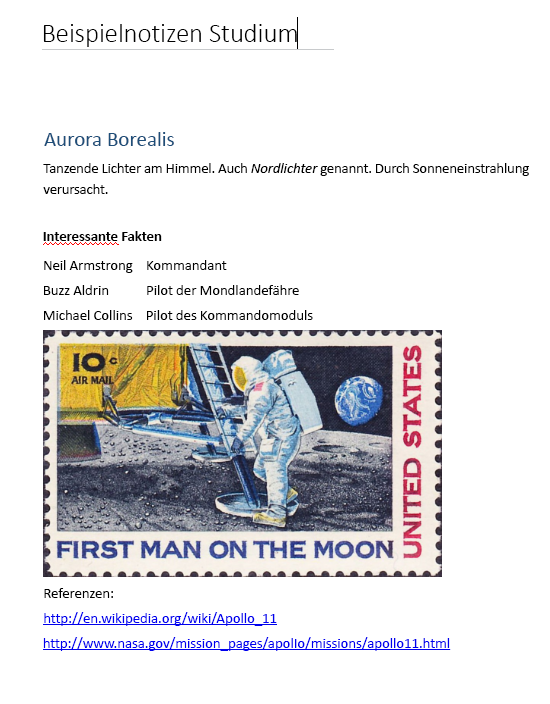 Beispielnotizen Studium
Aurora Borealis
Tanzende Lichter am Himmel. Auch Nordlichter genannt. Durch Sonneneinstrahlung
verursacht.
Interessante Fakten
Neil Armstrong Kommandant
Buzz Aldrin Pilot der Mondlandefähre
Michael Collins Pilot des Kommandomoduls
10c
AIR MAIL
UNITED STATES
FIRST MAN ON THE MOON
Referenzen:
http://en.wikipedia.org/wiki/Apollo_11
http://www.nasa.gov/mission_pages/apollo/missions/apollo11.html